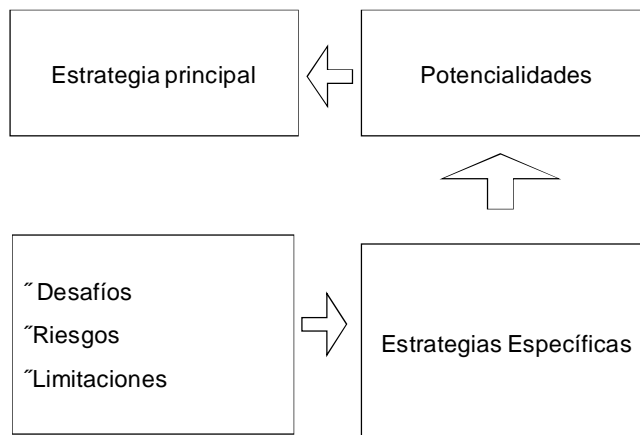 Estrategia principal
Potencialidades
˝Desafíos
˝Riesgos
˝Limitaciones
Estrategias Específicas